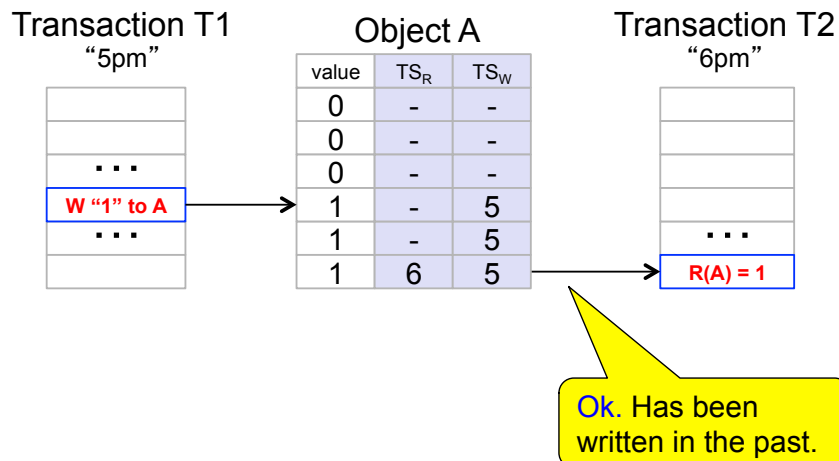 Transaction T1
“5pm”
Object A
Transaction T2
“6pm”
value TSR TSW
0 - -
0 - -
...
0 - -
W “1” to A
1 - 5
...
1 - 5
...
1 6 5
R(A) = 1
Ok. Has been
written in the past.